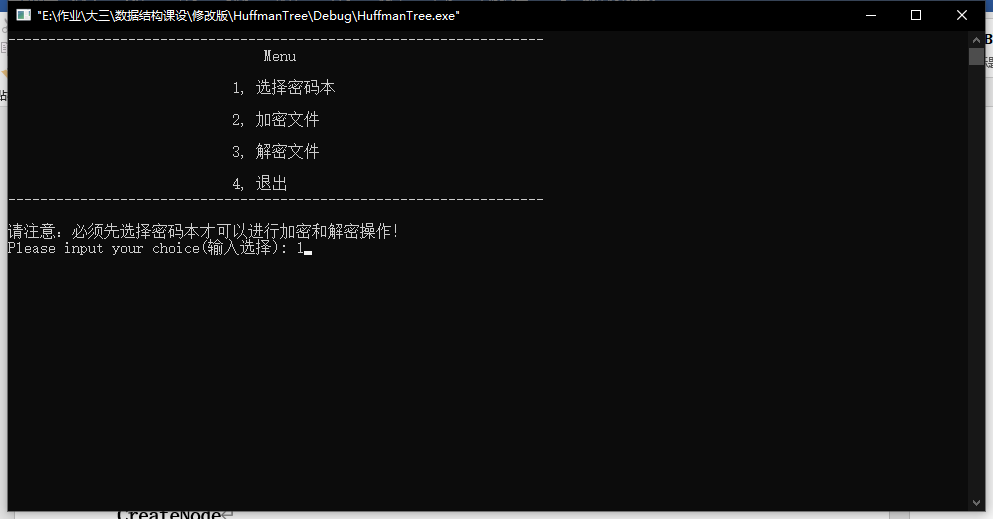 "E:\作业\大三\数据结构课设\修改版\HuffmanTree\Debug\HuffmanTree.exe"
Menu
1, 选择密码本
2, 加密文件
3, 解密文件
4, 退出
请注意：必须先选择密码本才可以进行加密和解密操作!
Please input your choice(输入选择): 1
CreateNode